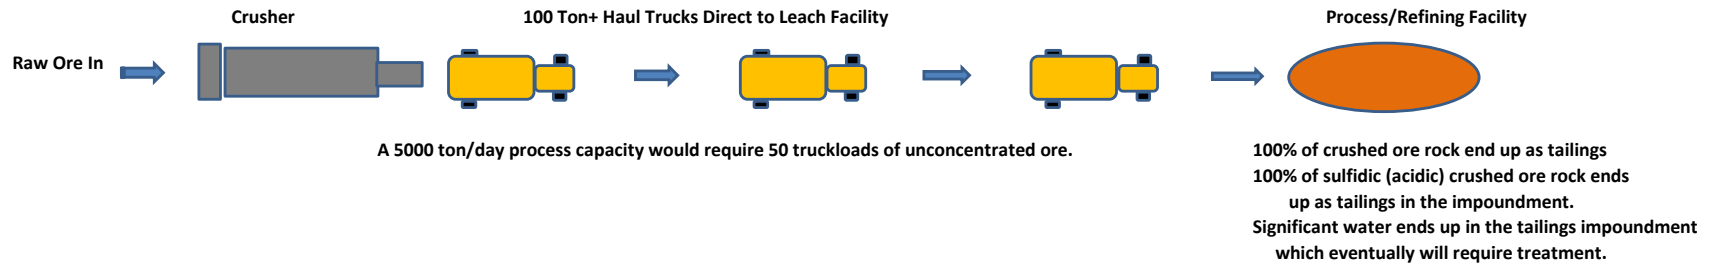 Crusher
100 Ton+ Haul Trucks Direct to Leach Facility
Process/Refining Facility
Raw Ore In
A 5000 ton/day process capacity would require 50 truckloads of unconcentrated ore.
100% of crushed ore rock end up as tailings
100% of sulfidic (acidic) crushed ore rock ends
up as tailings in the impoundment.
Significant water ends up in the tailings impoundment
which eventually will require treatment.